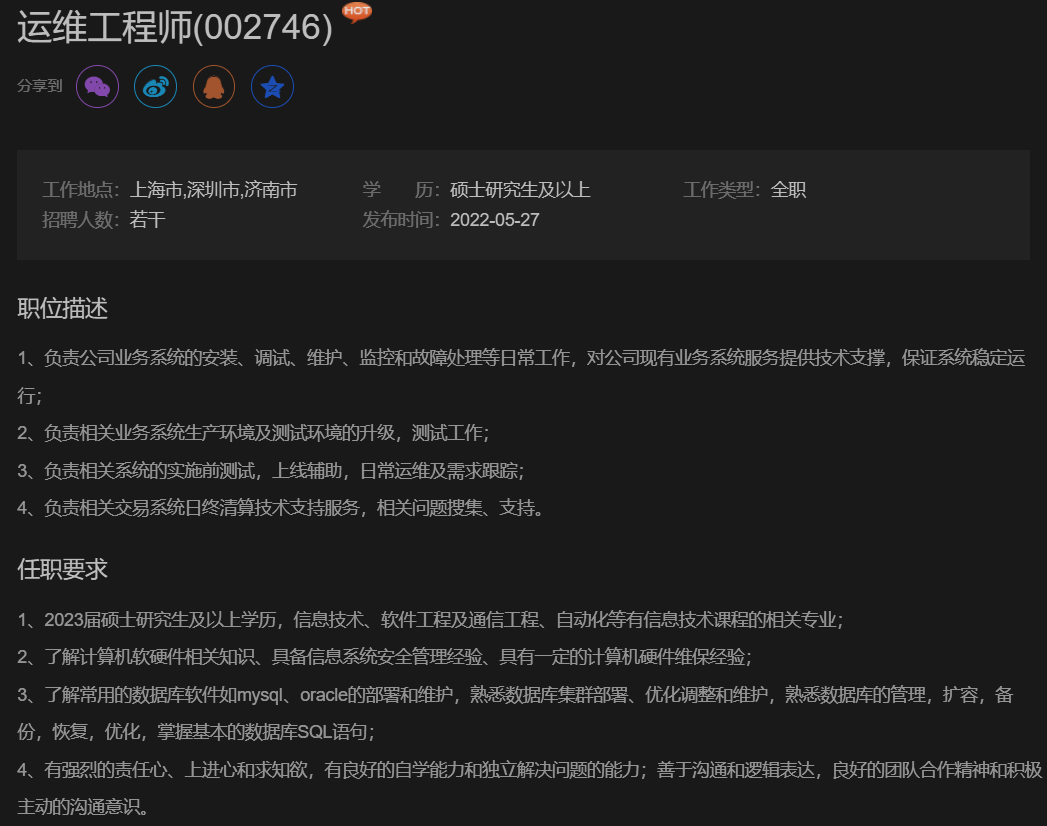 运维工程师(002746)
HOT
分享到
工作地点：上海市,深圳市,济南市 学 历：硕士研究生及以上 工作类型：全职
招聘人数：若干 发布时间：2022-05-27
职位描述
1、负责公司业务系统的安装、调试、维护、监控和故障处理等日常工作，对公司现有业务系统服务提供技术支撑，保证系统稳定运
行；
2、负责相关业务系统生产环境及测试环境的升级，测试工作；
3、负责相关系统的实施前测试，上线辅助，日常运维及需求跟踪；
4、负责相关交易系统日终清算技术支持服务，相关问题搜集、支持。
任职要求
1、2023届硕士研究生及以上学历，信息技术、软件工程及通信工程、自动化等有信息技术课程的相关专业；
2、了解计算机软硬件相关知识、具备信息系统安全管理经验、具有一定的计算机硬件维保经验；
3、了解常用的数据库软件如mysql、oracle的部署和维护，熟悉数据库集群部署、优化调整和维护，熟悉数据库的管理，扩容，备
份，恢复，优化，掌握基本的数据库SQL语句；
4、有强烈的责任心、上进心和求知欲，有良好的自学能力和独立解决问题的能力；善于沟通和逻辑表达，良好的团队合作精神和积极
主动的沟通意识。